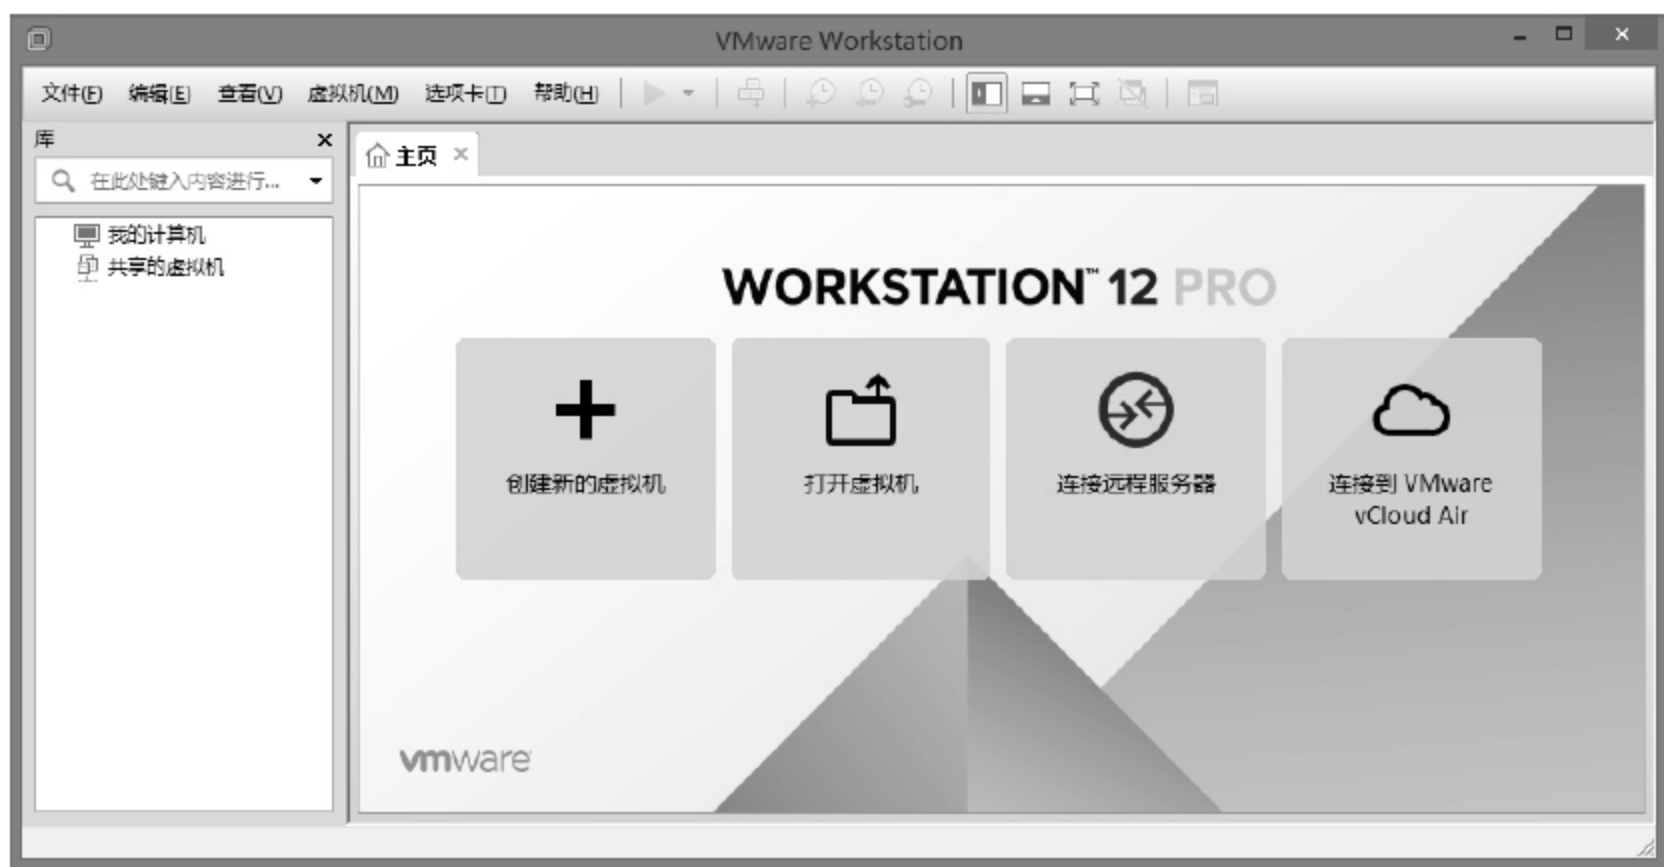 VMware Workstation
文件(F) 编辑(E) 查看(V) 虚拟机(M) 选项卡(T) 帮助(H)
库
在此处键入内容进行...
我的计算机
共享的虚拟机
主页
WORKSTATION™ 12 PRO
创建新的虚拟机
打开虚拟机
连接远程服务器
连接到 VMware
vCloud Air
vmware